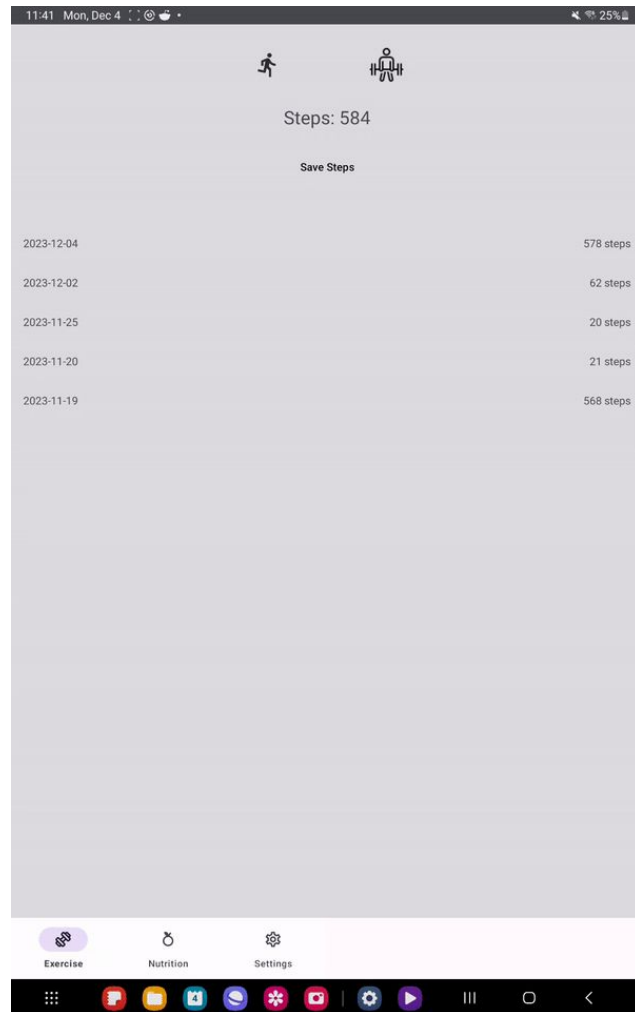 11:41 Mon, Dec 4 25%
Steps: 584
Save Steps
2023-12-04 578 steps
2023-12-02 62 steps
2023-11-25 20 steps
2023-11-20 21 steps
2023-11-19 568 steps
Exercise Nutrition Settings
4